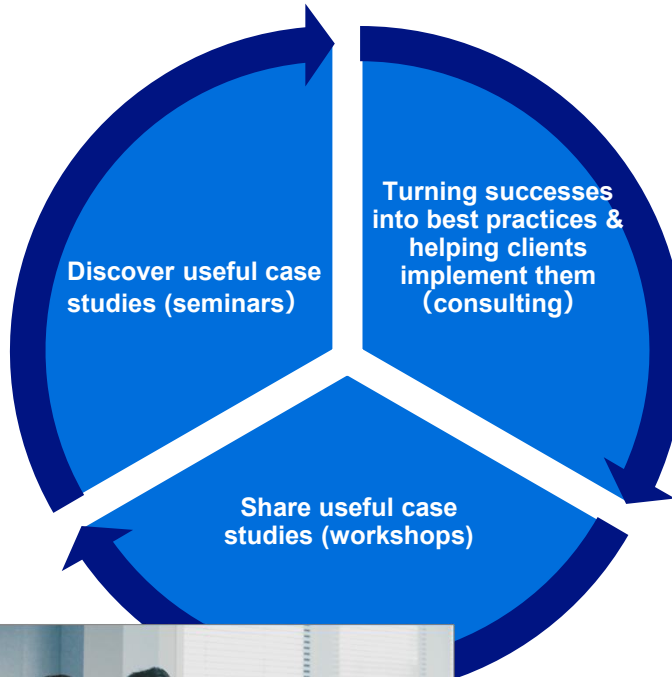 Turning successes
into best practices &
helping clients
implement them
（consulting）
Discover useful case
studies (seminars）
Share useful case
studies (workshops)